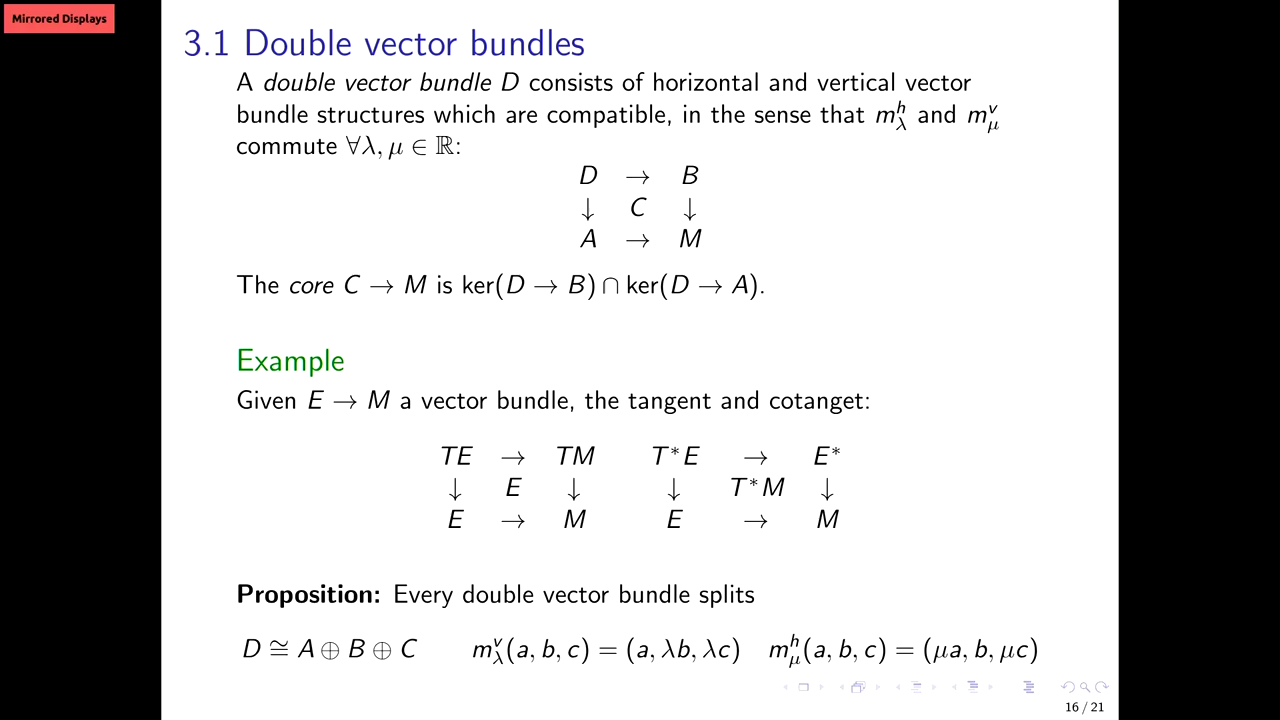 Mirrored Displays
3.1 Double vector bundles
A double vector bundle D consists of horizontal and vertical vector
bundle structures which are compatible, in the sense that m^h_λ and m^v_μ
commute ∀λ, μ ∈ ℝ:
D → B
↓ C ↓
A → M
The core C → M is ker(D → B) ∩ ker(D → A).
Example
Given E → M a vector bundle, the tangent and cotanget:
TE → TM T*E → E*
↓ E ↓ ↓ T*M ↓
E → M E → M
Proposition: Every double vector bundle splits
D ≅ A ⊕ B ⊕ C m^v_λ(a, b, c) = (a, λb, λc) m^h_μ(a, b, c) = (μa, b, μc)
16 / 21